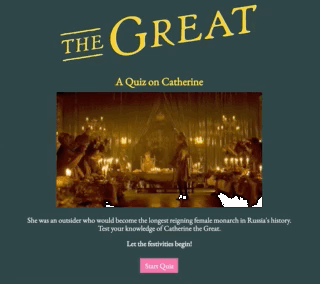 THE GREAT
A Quiz on Catherine
She was an outsider who would become the longest reigning female monarch in Russia's history.
Test your knowledge of Catherine the Great.
Let the festivities begin!
Start Quiz